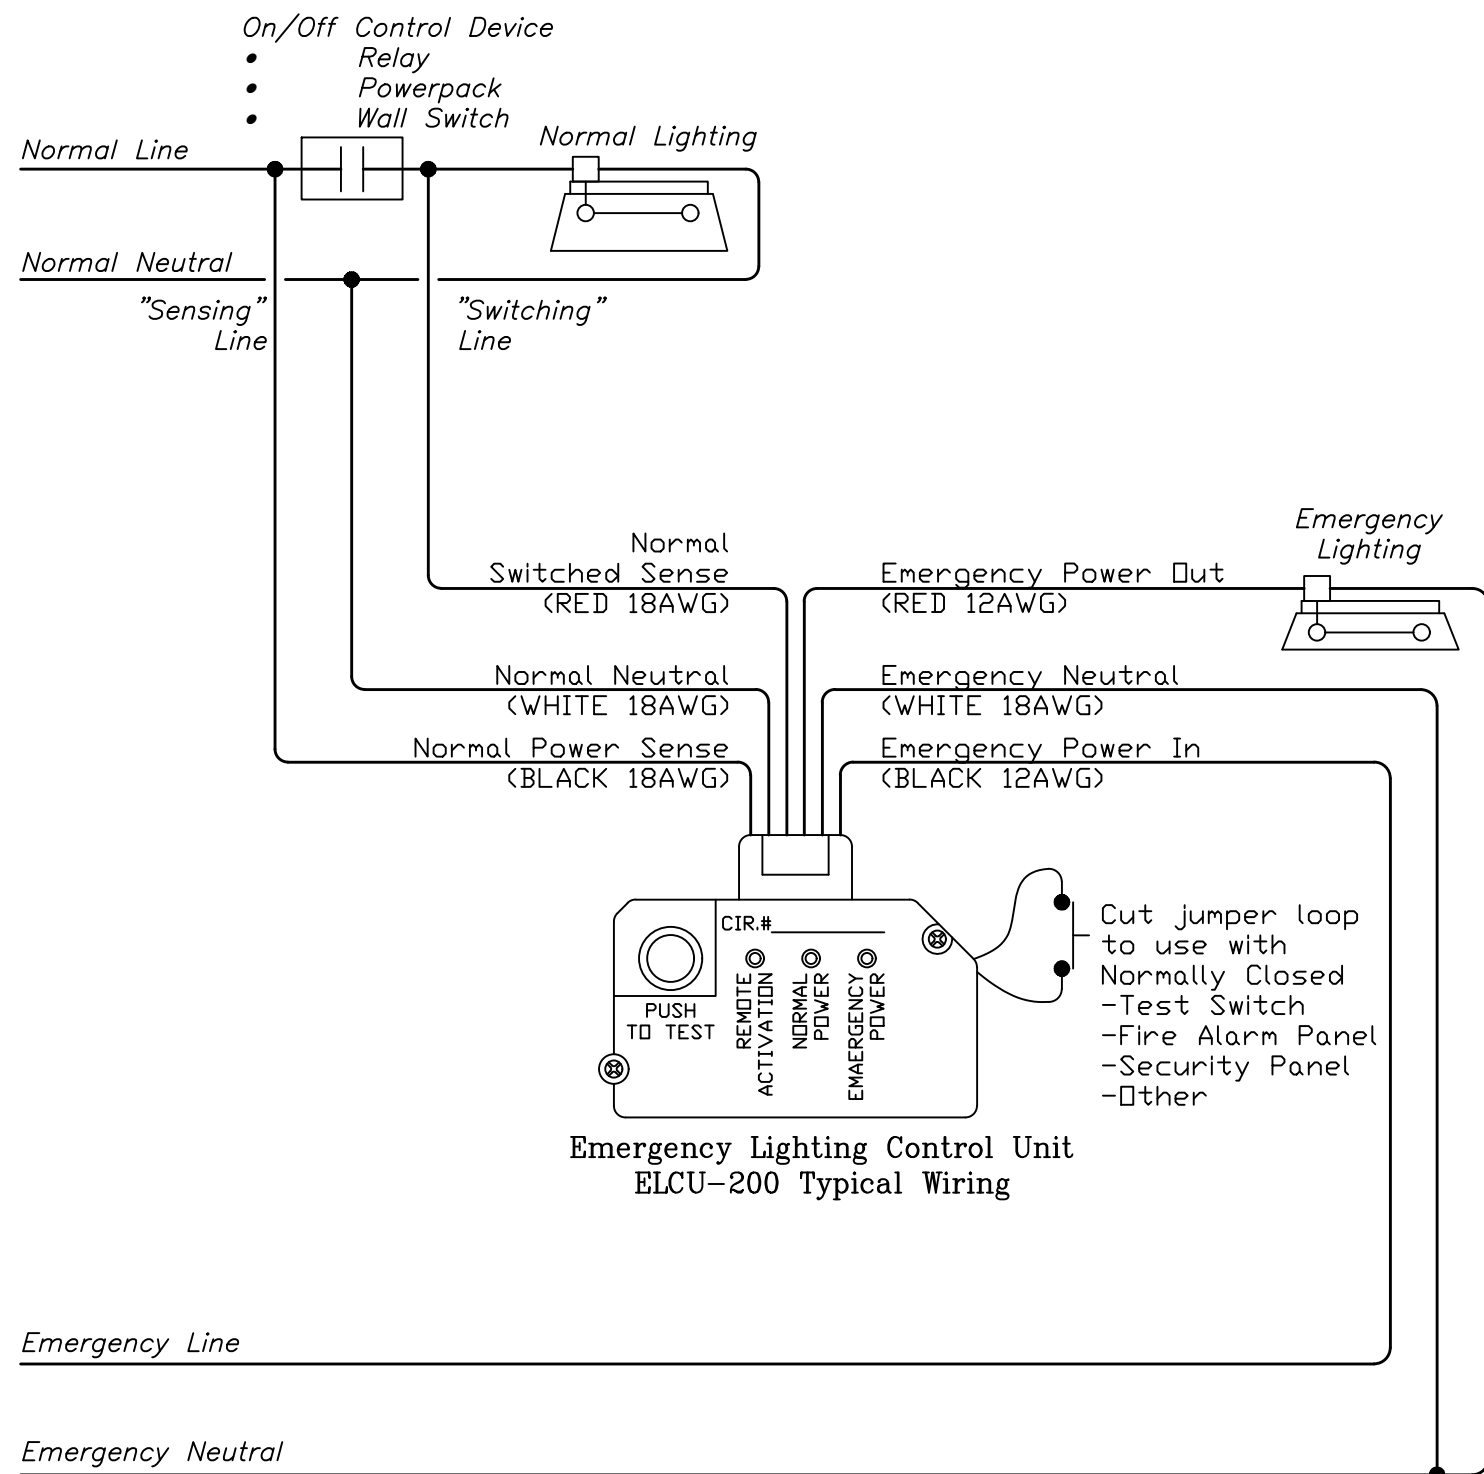 On/Off Control Device
• Relay
• Powerpack
• Wall Switch
Normal Line
Normal Lighting
Normal Neutral
"Sensing"
Line
"Switching"
Line
Normal
Switched Sense
(RED 18AWG)
Normal Neutral
(WHITE 18AWG)
Normal Power Sense
(BLACK 18AWG)
Emergency Power Out
(RED 12AWG)
Emergency Neutral
(WHITE 18AWG)
Emergency Power In
(BLACK 12AWG)
Emergency
Lighting
CIR.#
PUSH
TO TEST
REMOTE
ACTIVATION
NORMAL
POWER
EMAERGENCY
POWER
Cut jumper loop
to use with
Normally Closed
-Test Switch
-Fire Alarm Panel
-Security Panel
-Other
Emergency Lighting Control Unit
ELCU-200 Typical Wiring
Emergency Line
Emergency Neutral